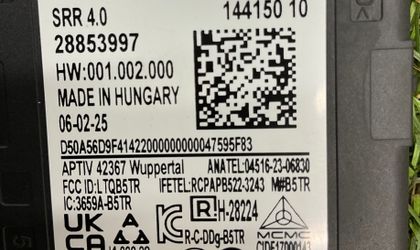 SRR 4.0 144150 10
28853997
HW:001.002.000
MADE IN HUNGARY
06-02-25
D50A56D9F4142200000000047595F83
APTIV 42367 Wuppertal ANATEL:04516-23-06830
FCC ID:LTQB5TR IFETEL:RCPAPB522-3243 M#B5TR
IC:3659A-B5TR
UK CA R H-28224
R-C-DDg-B5TR MCMC